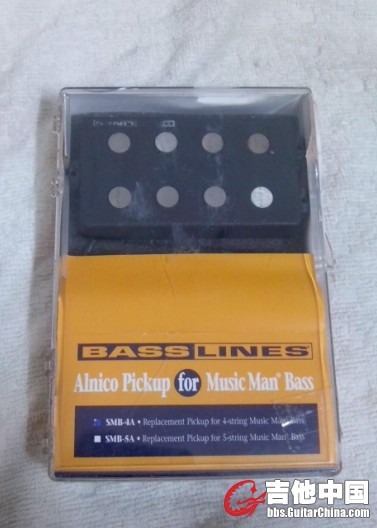 BASSLINES
Alnico Pickup for Music Man® Bass
SMB-4A • Replacement Pickup for 4-string Music Man® Bass
SMB-5A • Replacement Pickup for 5-string Music Man® Bass
吉他中国
bbs.GuitarChina.com